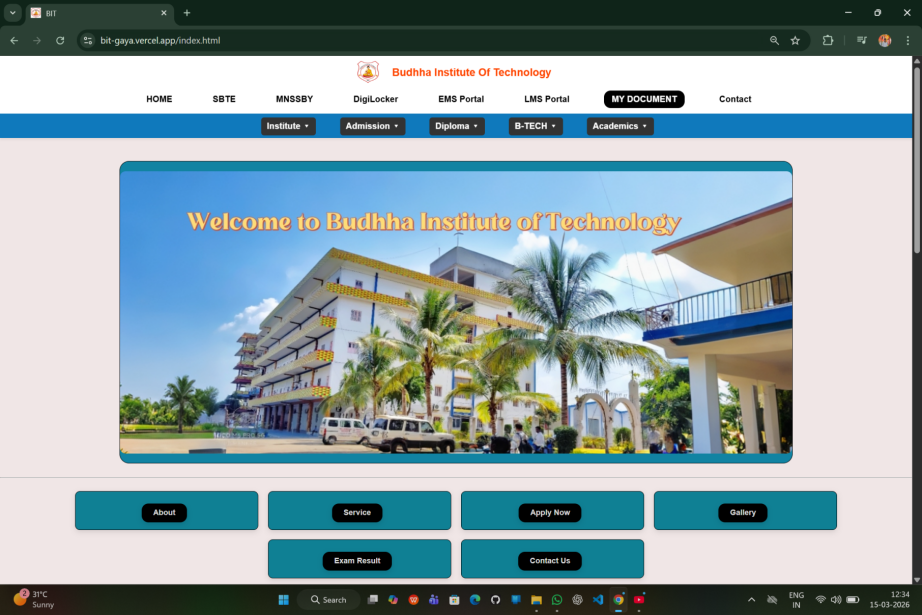 BIT
bit-gaya.vercel.app/index.html
Budhha Institute Of Technology
HOME SBTE MNSSBY DigiLocker EMS Portal LMS Portal MY DOCUMENT Contact
Institute Admission Diploma B-TECH Academics
Welcome to Budhha Institute of Technology
About Service Apply Now Gallery
Exam Result Contact Us
2
31°C
Sunny
Search
ENG
IN
12:34
15-03-2026